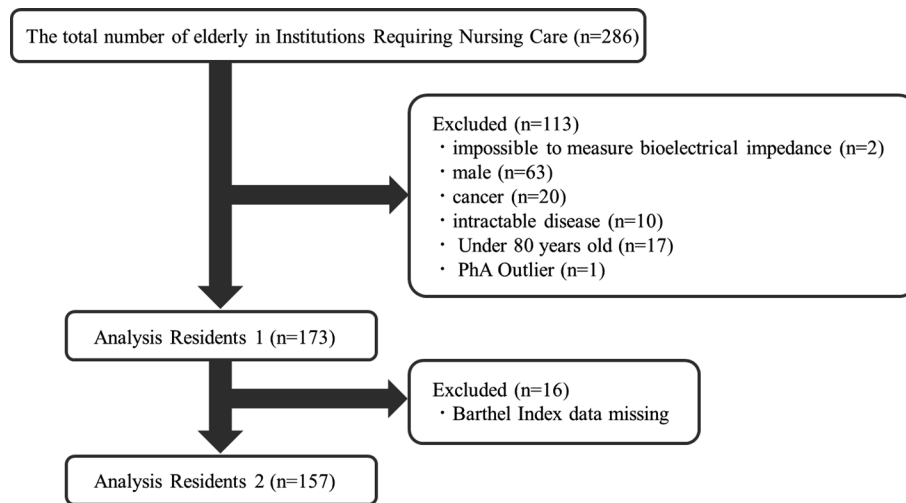 The total number of elderly in Institutions Requiring Nursing Care (n=286)
Excluded (n=113)
・impossible to measure bioelectrical impedance (n=2)
・male (n=63)
・cancer (n=20)
・intractable disease (n=10)
・ Under 80 years old (n=17)
・ PhA Outlier (n=1)
Analysis Residents 1 (n=173)
Excluded (n=16)
・Barthel Index data missing
Analysis Residents 2 (n=157)